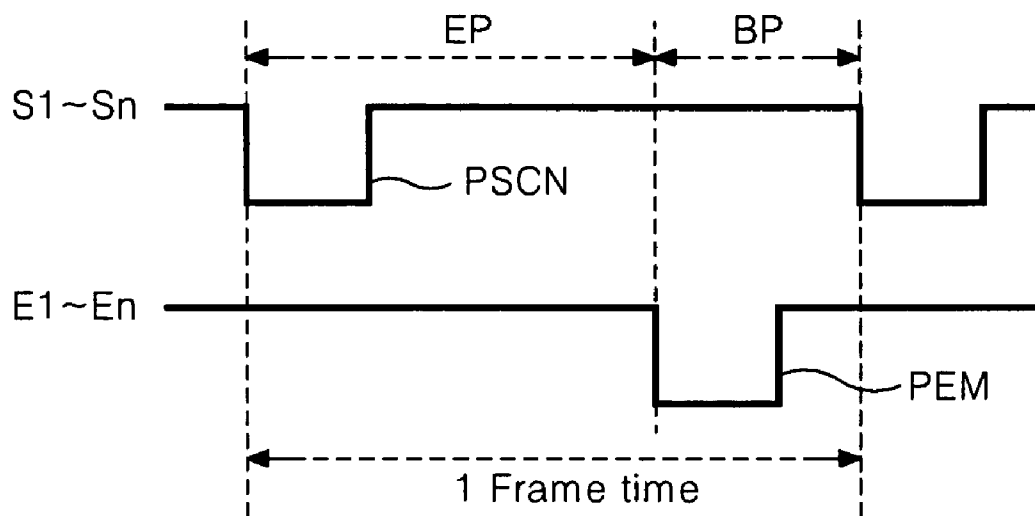 EP
BP
S1~Sn
PSCN
E1~En
PEM
1 Frame time